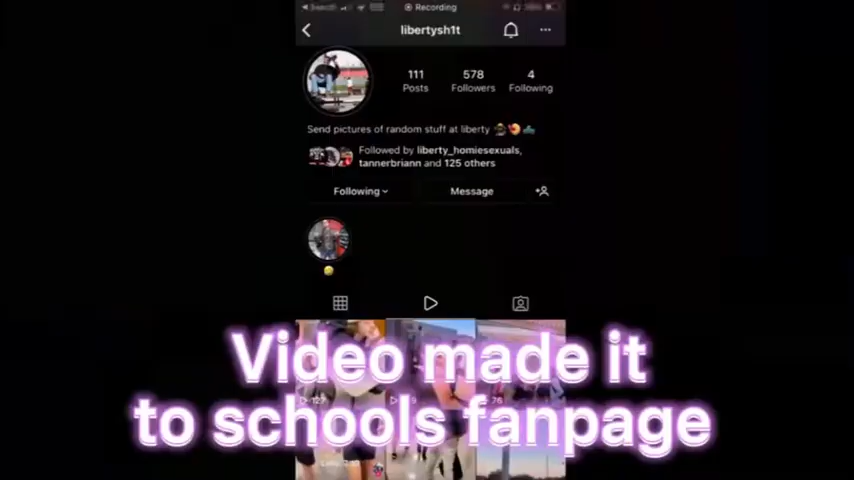 Recording
libertysh1t
111
578
4
Posts
Followers
Following
Send pictures of random stuff at liberty
Followed by liberty_homiesexuals,
tannerbriann and 125 others
Following
Message
Video made it
to schools fanpage
76